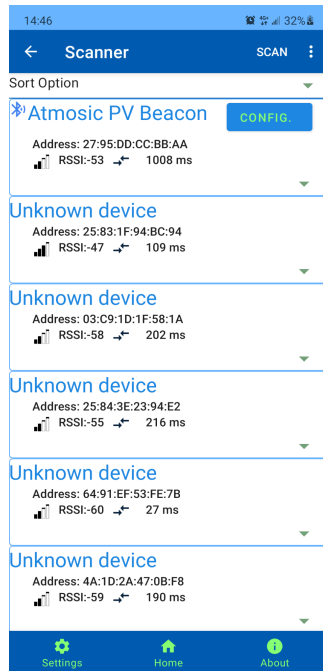 14:46
32%
Scanner
SCAN
Sort Option
Atmosic PV Beacon
CONFIG.
Address: 27:95:DD:CC:BB:AA
RSSI:-53 1008 ms
Unknown device
Address: 25:83:1F:94:BC:94
RSSI:-47 109 ms
Unknown device
Address: 03:C9:1D:1F:58:1A
RSSI:-58 202 ms
Unknown device
Address: 25:84:3E:23:94:E2
RSSI:-55 216 ms
Unknown device
Address: 64:91:EF:53:FE:7B
RSSI:-60 27 ms
Unknown device
Address: 4A:1D:2A:47:0B:F8
RSSI:-59 190 ms
Settings
Home
About